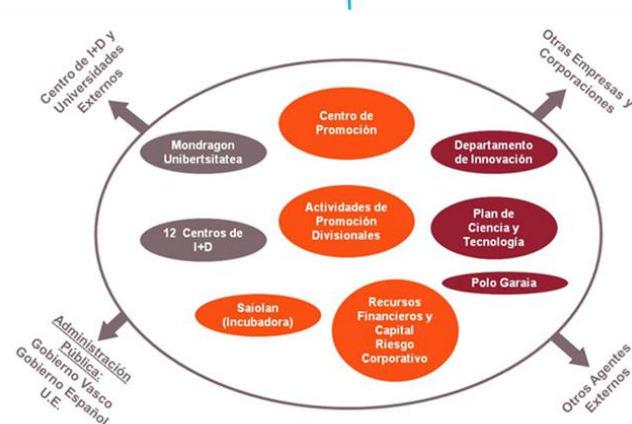 Centro de I+D y
Universidades
Externos
Otras Empresas y
Corporaciones
Centro de
Promoción
Mondragon
Unibertsitatea
Departamento
de Innovación
Actividades de
Promoción
Divisionales
Plan de
Ciencia y
Tecnología
12 Centros de
I+D
Polo Garaia
Saiolan
(Incubadora)
Recursos
Financieros y
Capital
Riesgo
Corporativo
Administración
Pública:
Gobierno Vasco
Gobierno Español
U.E.
Otros Agentes
Externos